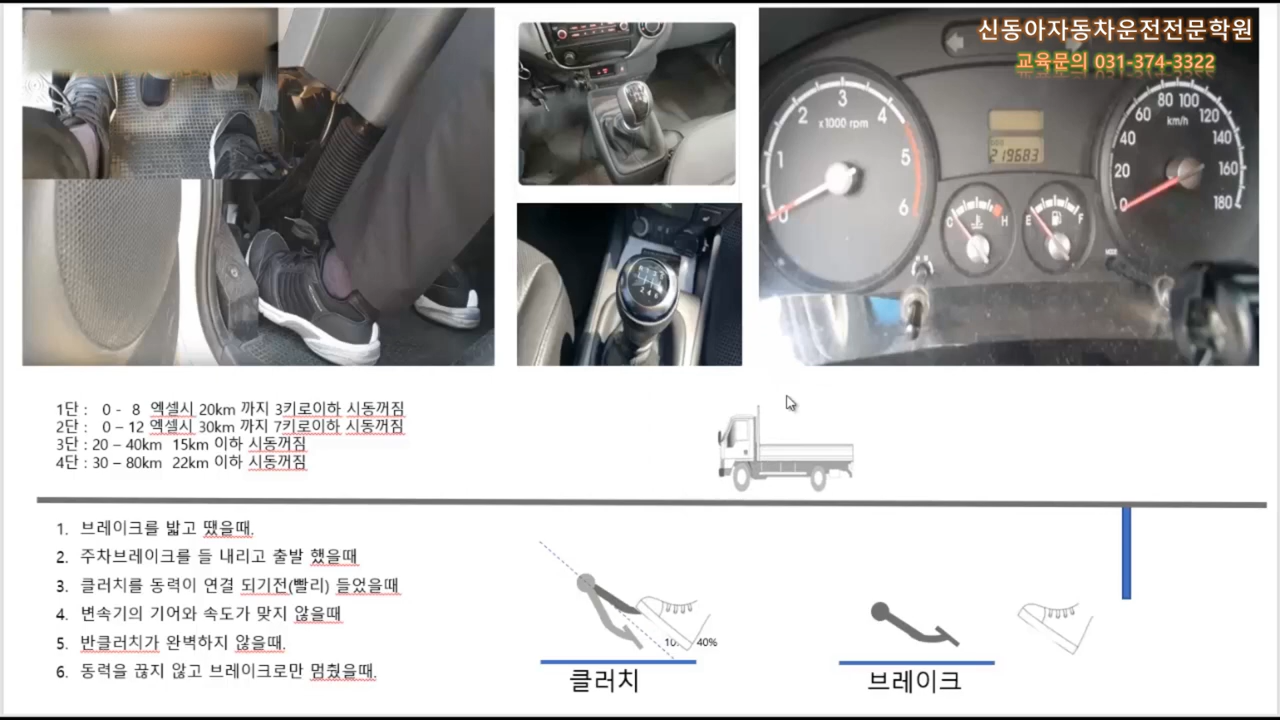 신동아자동차운전전문학원
교육문의 031-374-3322
0 1 2 3 4 5 6
x1000 rpm
219683
C H
E F
0 20 40 60 80 100 120 140 160 180
km/h
1단 : 0 - 8 엑셀시 20km 까지 3키로이하 시동꺼짐
2단 : 0 – 12 엑셀시 30km 까지 7키로이하 시동꺼짐
3단 : 20 – 40km 15km 이하 시동꺼짐
4단 : 30 – 80km 22km 이하 시동꺼짐
1. 브레이크를 밟고 땠을때.
2. 주차브레이크를 들 내리고 출발 했을때
3. 클러치를 동력이 연결 되기전(빨리) 들었을때
4. 변속기의 기어와 속도가 맞지 않을때
5. 반클러치가 완벽하지 않을때.
6. 동력을 끊지 않고 브레이크로만 멈췄을때.
40%
클러치
브레이크